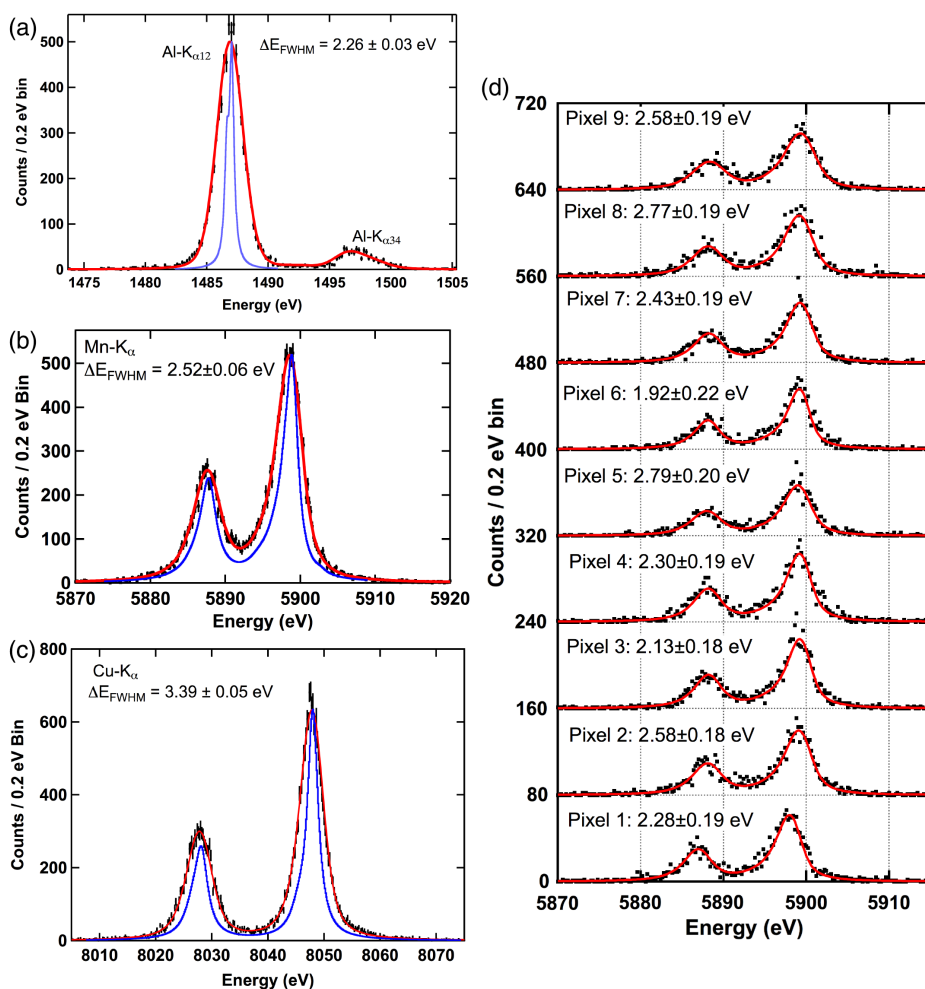 (a)
Al-Kα12
ΔEFWHM = 2.26 ± 0.03 eV
Al-Kα34
Counts / 0.2 eV bin
500
400
300
200
100
0
1475 1480 1485 1490 1495 1500 1505
Energy (eV)
(b)
Mn-Kα
ΔEFWHM = 2.52±0.06 eV
Counts / 0.2 eV Bin
500
400
300
200
100
0
5870 5880 5890 5900 5910 5920
Energy (eV)
(c)
Cu-Kα
ΔEFWHM = 3.39 ± 0.05 eV
Counts / 0.2 eV bin
800
600
400
200
0
8010 8020 8030 8040 8050 8060 8070
Energy (eV)
(d)
Counts / 0.2 eV bin
720
Pixel 9: 2.58±0.19 eV
640
Pixel 8: 2.77±0.19 eV
560
Pixel 7: 2.43±0.19 eV
480
Pixel 6: 1.92±0.22 eV
400
Pixel 5: 2.79±0.20 eV
320
Pixel 4: 2.30±0.19 eV
240
Pixel 3: 2.13±0.18 eV
160
Pixel 2: 2.58±0.18 eV
80
Pixel 1: 2.28±0.19 eV
0
5870 5880 5890 5900 5910
Energy (eV)